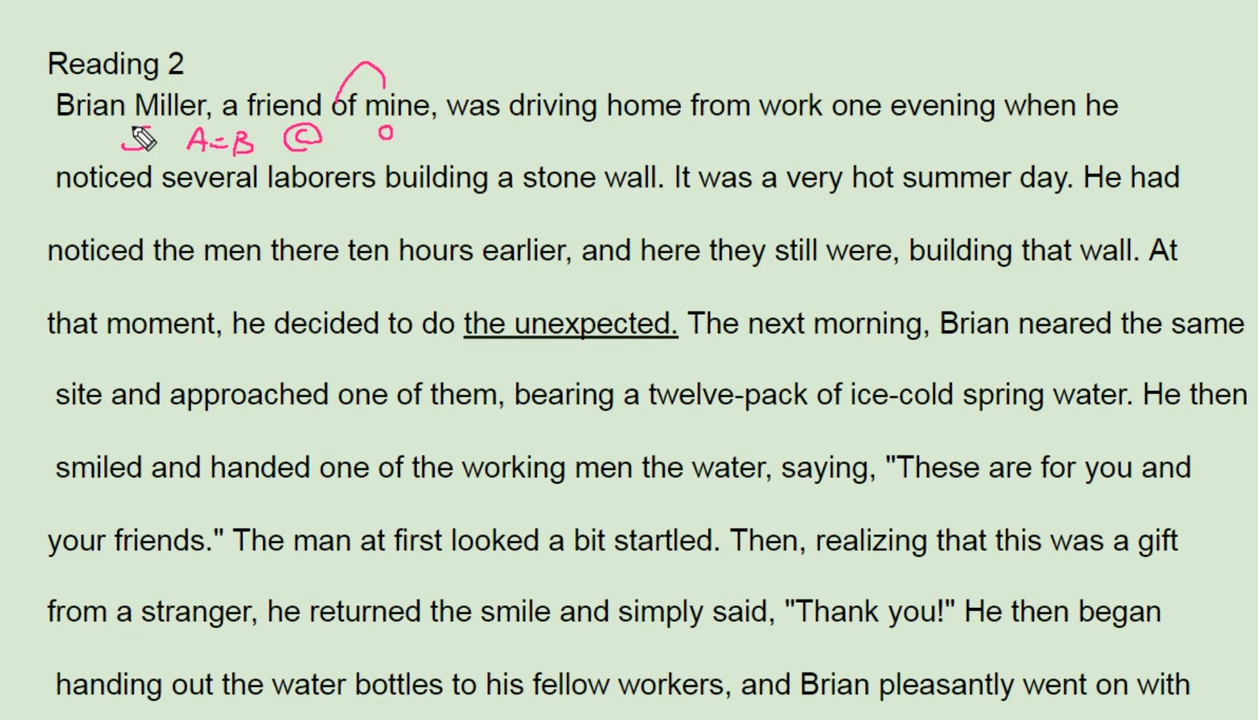 Reading 2
Brian Miller, a friend of mine, was driving home from work one evening when he
S A=B C O
noticed several laborers building a stone wall. It was a very hot summer day. He had
noticed the men there ten hours earlier, and here they still were, building that wall. At
that moment, he decided to do the unexpected. The next morning, Brian neared the same
site and approached one of them, bearing a twelve-pack of ice-cold spring water. He then
smiled and handed one of the working men the water, saying, "These are for you and
your friends." The man at first looked a bit startled. Then, realizing that this was a gift
from a stranger, he returned the smile and simply said, "Thank you!" He then began
handing out the water bottles to his fellow workers, and Brian pleasantly went on with